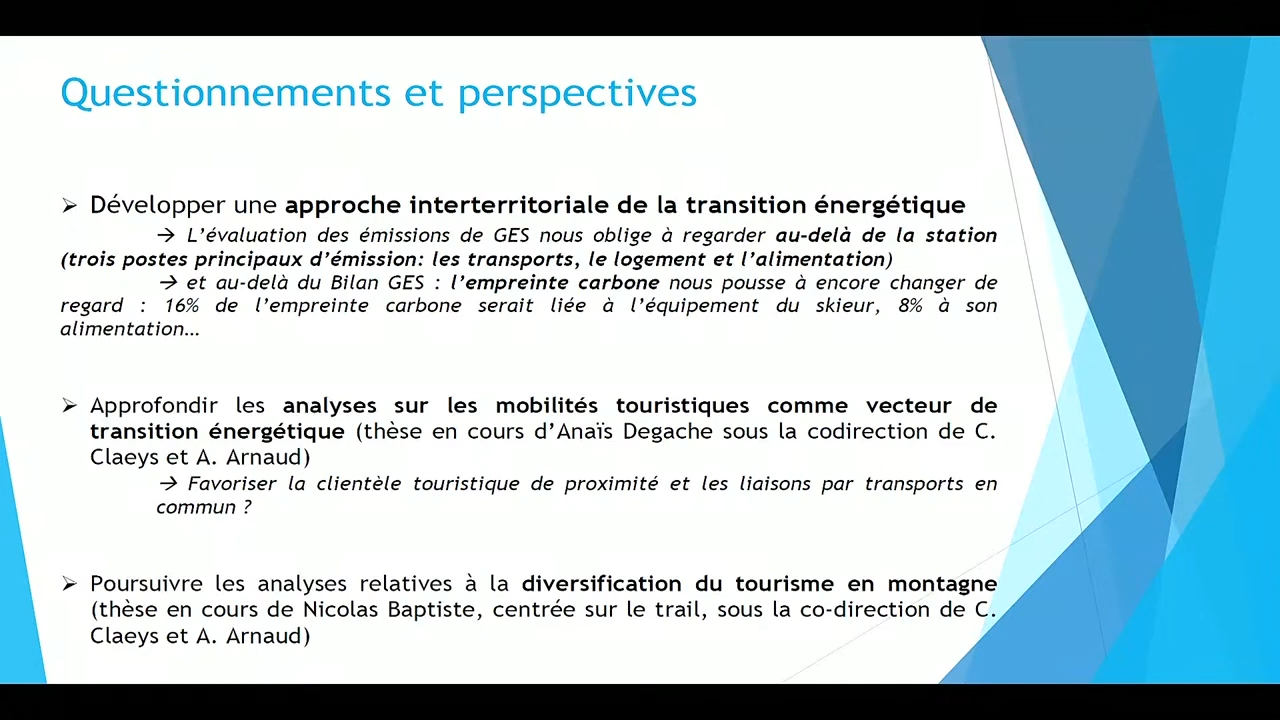 Questionnements et perspectives
➢ Développer une approche interterritoriale de la transition énergétique
→ L’évaluation des émissions de GES nous oblige à regarder au-delà de la station
(trois postes principaux d’émission: les transports, le logement et l’alimentation)
→ et au-delà du Bilan GES : l’empreinte carbone nous pousse à encore changer de
regard : 16% de l’empreinte carbone serait liée à l’équipement du skieur, 8% à son
alimentation…
➢ Approfondir les analyses sur les mobilités touristiques comme vecteur de
transition énergétique (thèse en cours d’Anaïs Degache sous la codirection de C.
Claeys et A. Arnaud)
→ Favoriser la clientèle touristique de proximité et les liaisons par transports en
commun ?
➢ Poursuivre les analyses relatives à la diversification du tourisme en montagne
(thèse en cours de Nicolas Baptiste, centrée sur le trail, sous la co-direction de C.
Claeys et A. Arnaud)